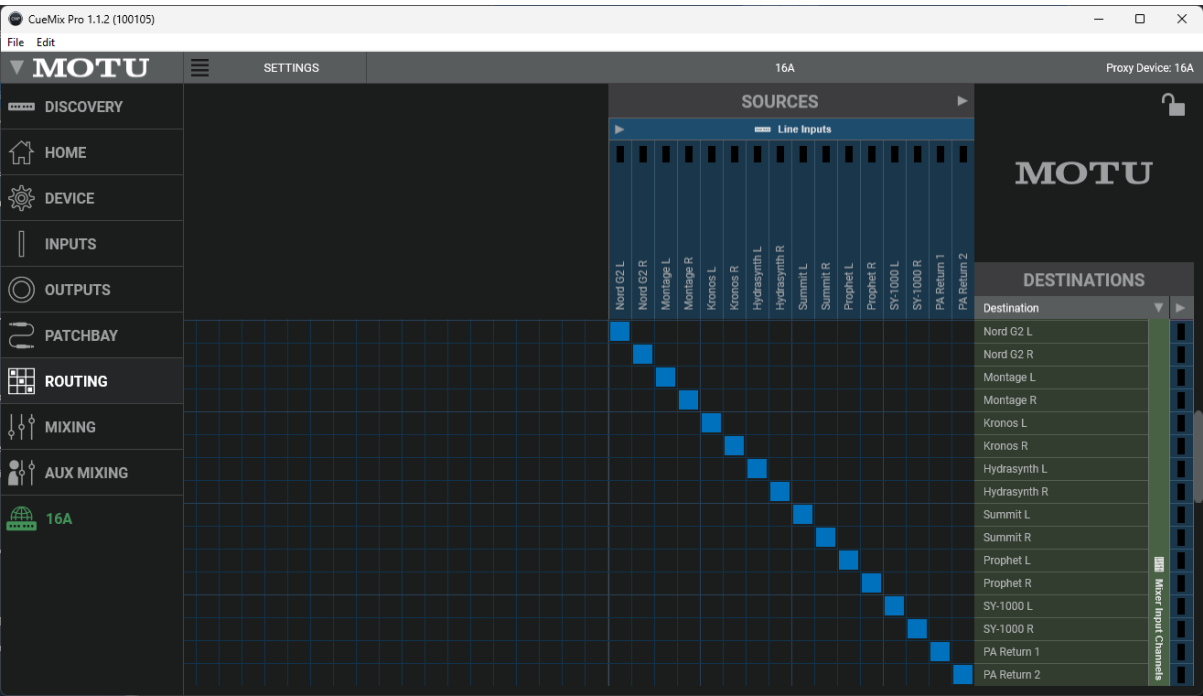 CueMix Pro 1.1.2 (100105)
File Edit
MOTU
SETTINGS
16A
Proxy Device: 16A
DISCOVERY
HOME
DEVICE
INPUTS
OUTPUTS
PATCHBAY
ROUTING
MIXING
AUX MIXING
16A
SOURCES
Line Inputs
Nord G2 L
Nord G2 R
Montage L
Montage R
Kronos L
Kronos R
Hydrasynth L
Hydrasynth R
Summit L
Summit R
Prophet L
Prophet R
SY-1000 L
SY-1000 R
PA Return 1
PA Return 2
MOTU
DESTINATIONS
Destination
Nord G2 L
Nord G2 R
Montage L
Montage R
Kronos L
Kronos R
Hydrasynth L
Hydrasynth R
Summit L
Summit R
Prophet L
Prophet R
SY-1000 L
SY-1000 R
PA Return 1
PA Return 2
Mixer Input Channels